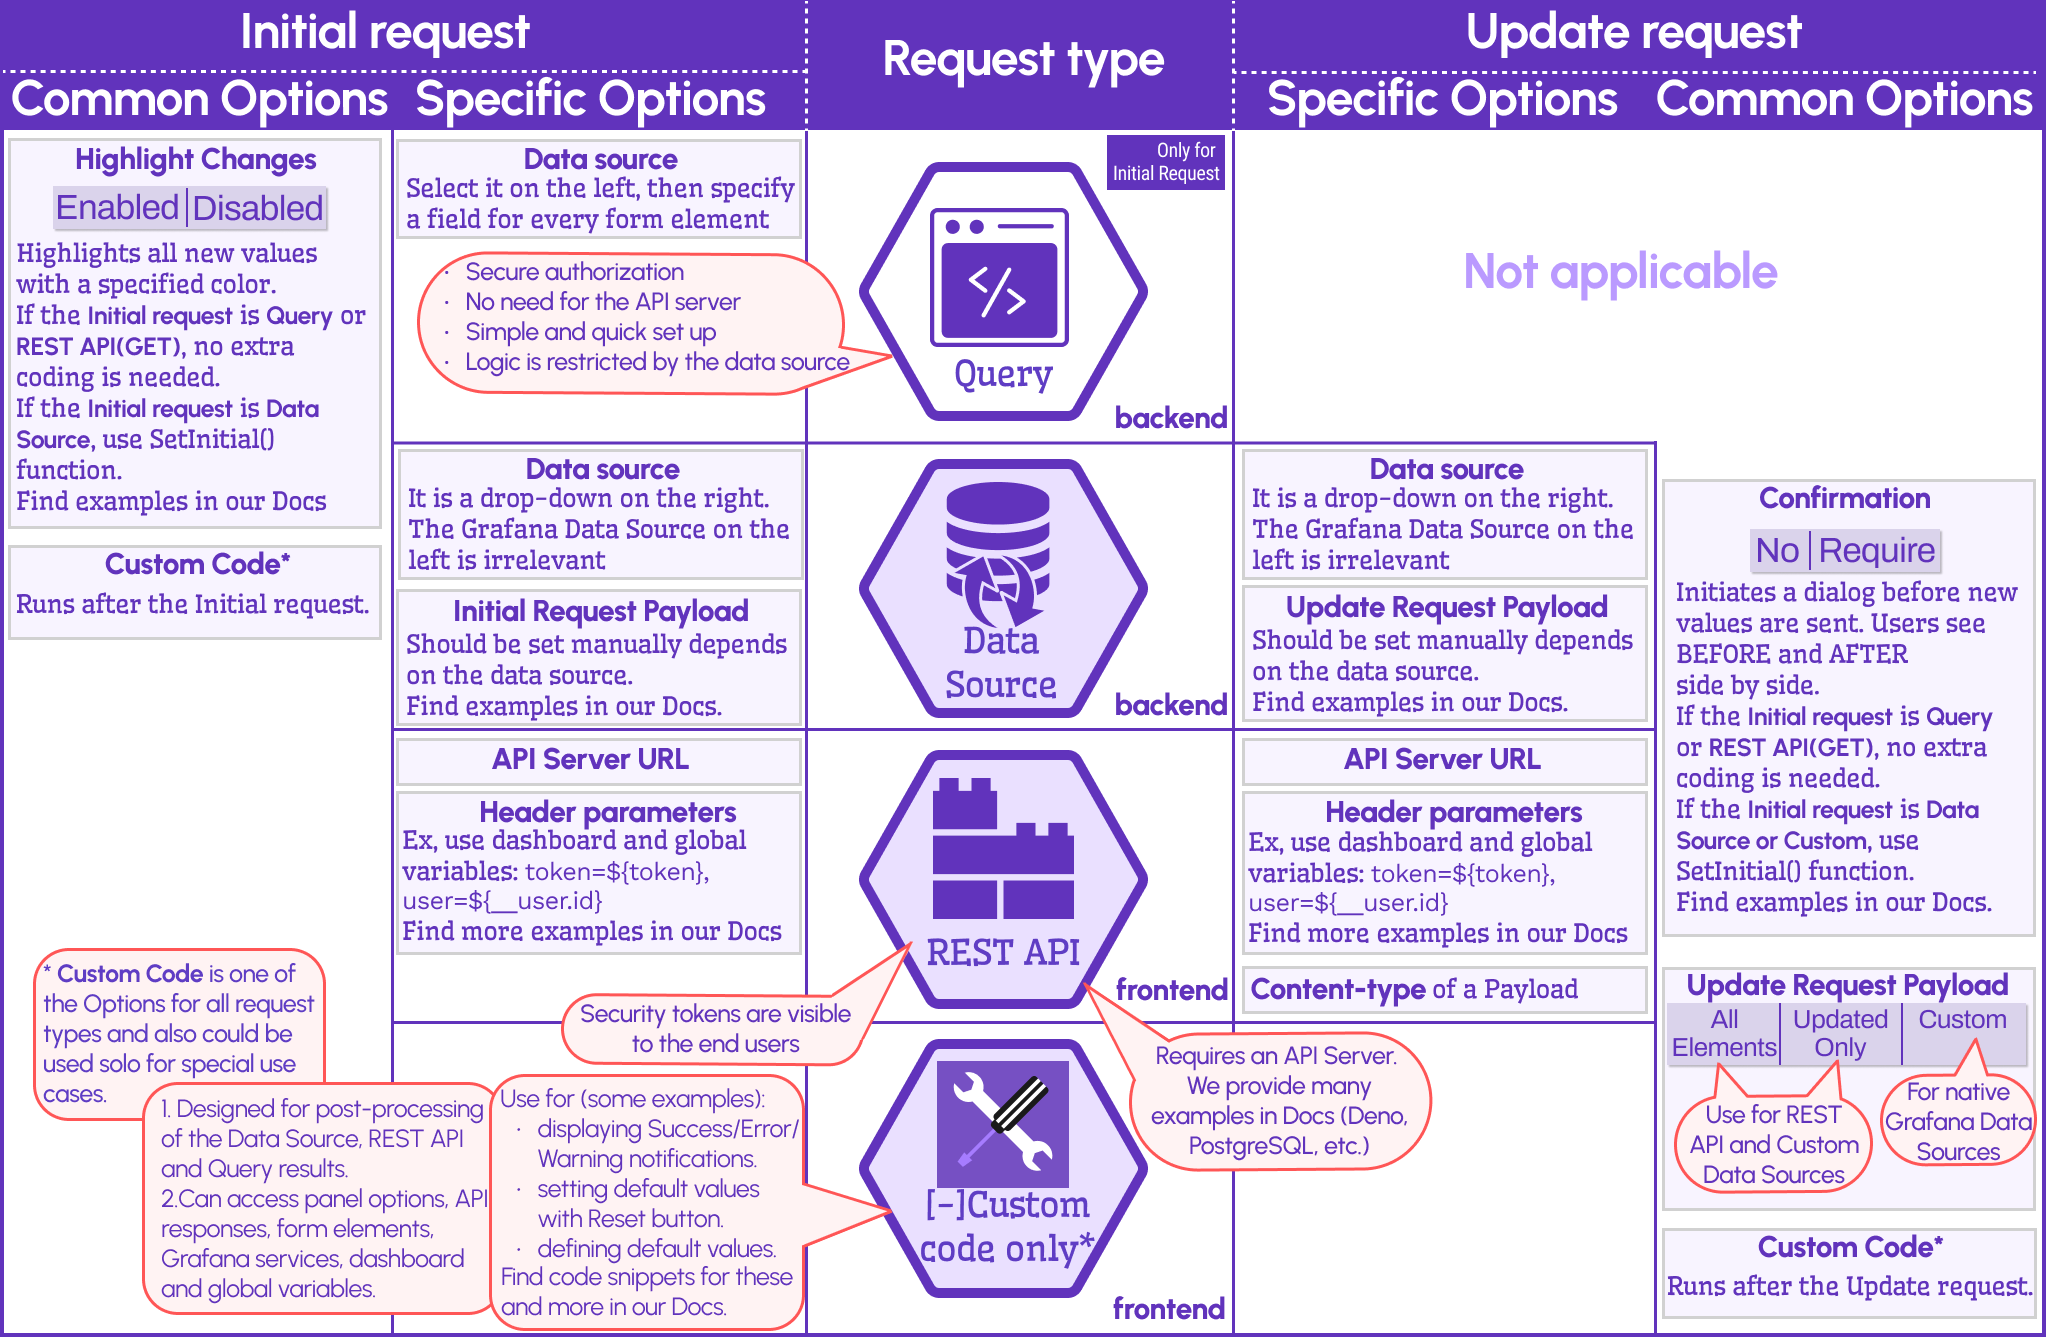 Initial request
Request type
Update request
Common Options
Specific Options
Specific Options
Common Options
Highlight Changes
Enabled Disabled
Highlights all new values
with a specified color.
If the Initial request is Query or
REST API(GET), no extra
coding is needed.
If the Initial request is Data
Source, use SetInitial()
function.
Find examples in our Docs
Custom Code*
Runs after the Initial request.
* Custom Code is one of
the Options for all request
types and also could be
used solo for special use
cases.
1. Designed for post-processing
of the Data Source, REST API
and Query results.
2.Can access panel options, API
responses, form elements,
Grafana services, dashboard
and global variables.
Data source
Select it on the left, then specify
a field for every form element
· Secure authorization
· No need for the API server
· Simple and quick set up
· Logic is restricted by the data source
Only for
Initial Request
</>
Query
backend
Not applicable
Data source
It is a drop-down on the right.
The Grafana Data Source on the
left is irrelevant
Initial Request Payload
Should be set manually depends
on the data source.
Find examples in our Docs.
Data
Source
backend
Data source
It is a drop-down on the right.
The Grafana Data Source on the
left is irrelevant
Update Request Payload
Should be set manually depends
on the data source.
Find examples in our Docs.
API Server URL
Header parameters
Ex, use dashboard and global
variables: token=${token},
user=${__user.id}
Find more examples in our Docs
Security tokens are visible
to the end users
REST API
frontend
Requires an API Server.
We provide many
examples in Docs (Deno,
PostgreSQL, etc.)
API Server URL
Header parameters
Ex, use dashboard and global
variables: token=${token},
user=${__user.id}
Find more examples in our Docs
Content-type of a Payload
Use for (some examples):
· displaying Success/Error/
Warning notifications.
· setting default values
with Reset button.
· defining default values.
Find code snippets for these
and more in our Docs.
[-]Custom
code only*
frontend
Confirmation
No Require
Initiates a dialog before new
values are sent. Users see
BEFORE and AFTER
side by side.
If the Initial request is Query
or REST API(GET), no extra
coding is needed.
If the Initial request is Data
Source or Custom, use
SetInitial() function.
Find examples in our Docs.
Update Request Payload
All
Elements
Updated
Only
Custom
Use for REST
API and Custom
Data Sources
For native
Grafana Data
Sources
Custom Code*
Runs after the Update request.